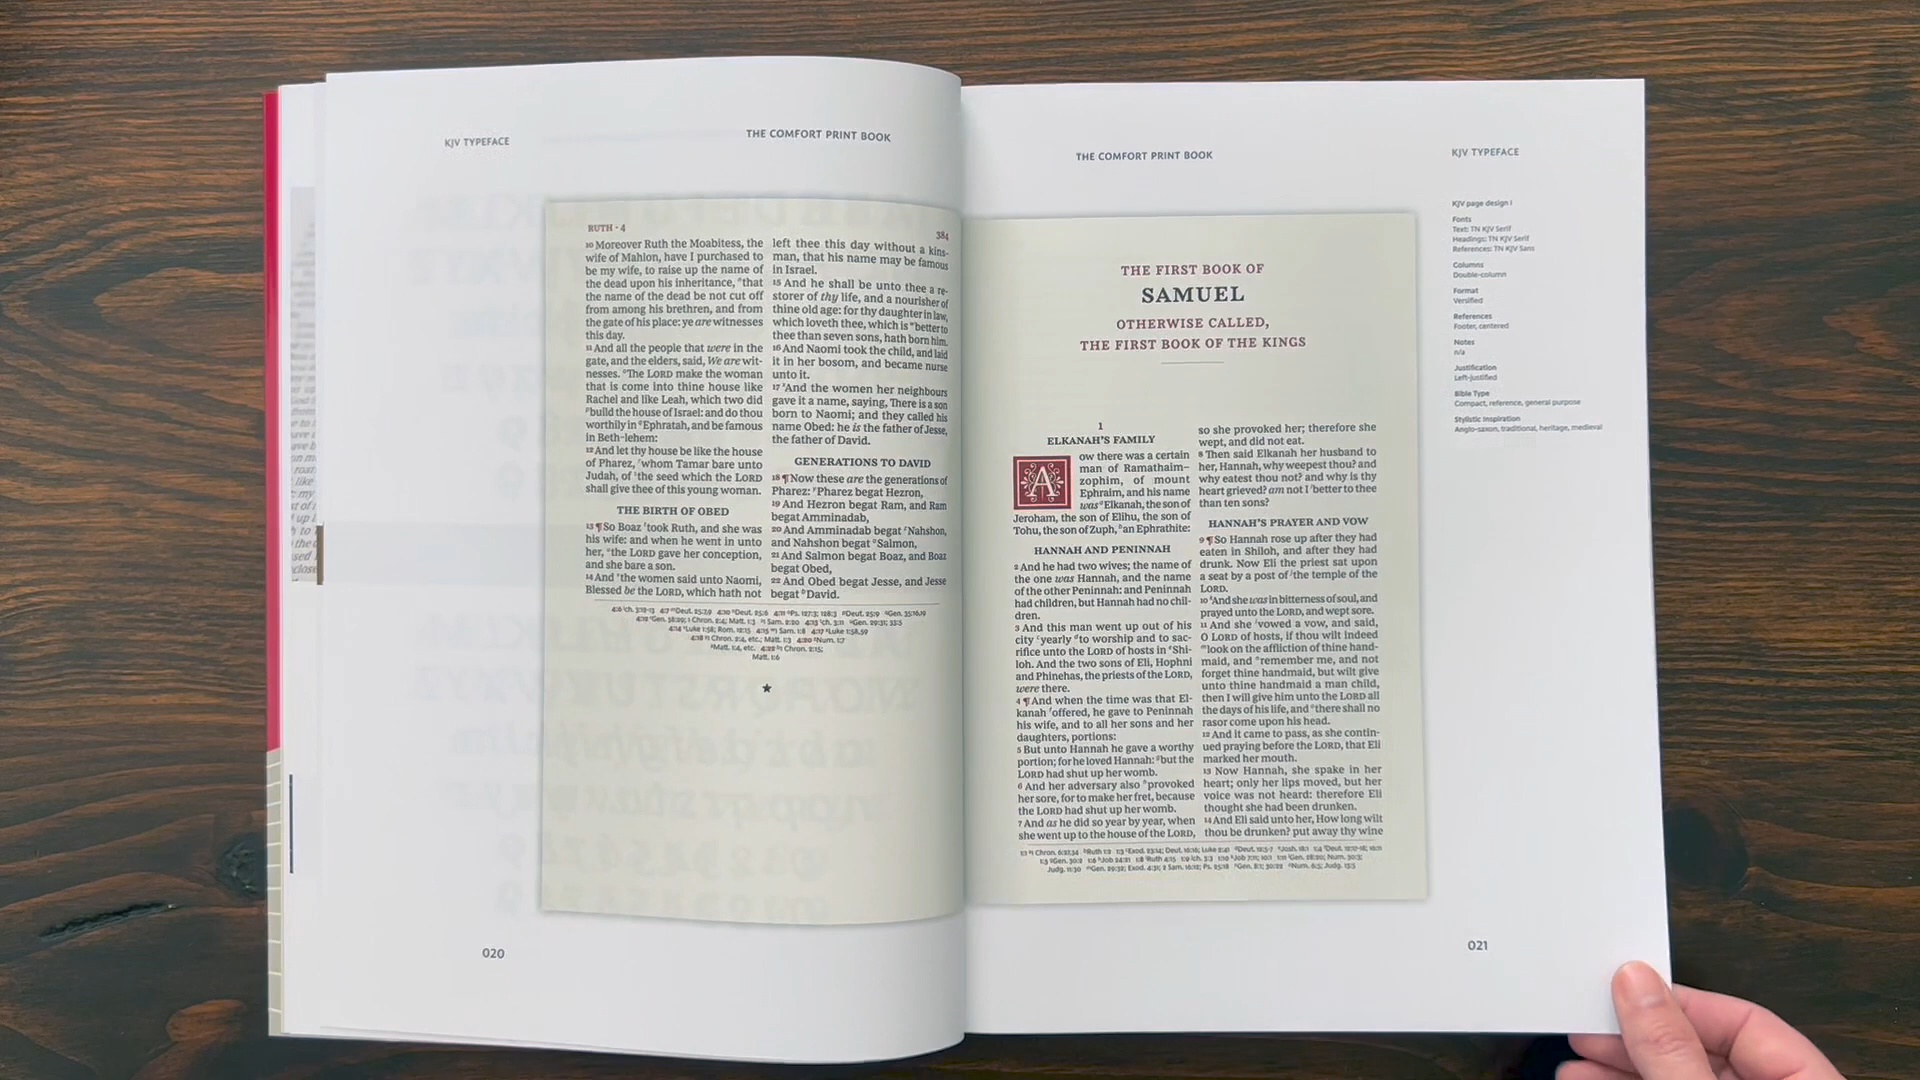 KJV TYPEFACE
THE COMFORT PRINT BOOK
RUTH • 4
384
10 Moreover Ruth the Moabitess, the
wife of Mahlon, have I purchased to
be my wife, to raise up the name of
the dead upon his inheritance, that
the name of the dead be not cut off
from among his brethren, and from
the gate of his place: ye are witnesses
this day.
11 And all the people that were in the
gate, and the elders, said, We are wit-
nesses. The LORD make the woman
that is come into thine house like
Rachel and like Leah, which two did
build the house of Israel: and do thou
worthily in Ephratah, and be famous
in Beth-lehem:
12 And let thy house be like the house
of Pharez, whom Tamar bare unto
Judah, of the seed which the LORD
shall give thee of this young woman.
THE BIRTH OF OBED
13 ¶So Boaz took Ruth, and she was
his wife: and when he went in unto
her, the LORD gave her conception,
and she bare a son.
14 And the women said unto Naomi,
Blessed be the LORD, which hath not
left thee this day without a kins-
man, that his name may be famous
in Israel.
15 And he shall be unto thee a re-
storer of thy life, and a nourisher of
thine old age: for thy daughter in law,
which loveth thee, which is better to
thee than seven sons, hath born him.
16 And Naomi took the child, and laid
it in her bosom, and became nurse
unto it.
17 And the women her neighbours
gave it a name, saying, There is a son
born to Naomi; and they called his
name Obed: he is the father of Jesse,
the father of David.
GENERATIONS TO DAVID
18 ¶Now these are the generations of
Pharez: Pharez begat Hezron,
19 And Hezron begat Ram, and Ram
begat Amminadab,
20 And Amminadab begat Nahshon,
and Nahshon begat Salmon,
21 And Salmon begat Boaz, and Boaz
begat Obed,
22 And Obed begat Jesse, and Jesse
begat David.
Matt. 1:6
020
THE COMFORT PRINT BOOK
KJV TYPEFACE
THE FIRST BOOK OF
SAMUEL
OTHERWISE CALLED,
THE FIRST BOOK OF THE KINGS
1
ELKANAH'S FAMILY
A ow there was a certain
man of Ramathaim-
zophim, of mount
Ephraim, and his name
was Elkanah, the son of
Jeroham, the son of Elihu, the son of
Tohu, the son of Zuph, an Ephrathite:
HANNAH AND PENINNAH
2 And he had two wives; the name of
the one was Hannah, and the name
of the other Peninnah: and Peninnah
had children, but Hannah had no chil-
dren.
3 And this man went up out of his
city yearly to worship and to sac-
rifice unto the LORD of hosts in Shi-
loh. And the two sons of Eli, Hophni
and Phinehas, the priests of the LORD,
were there.
4 ¶And when the time was that El-
kanah offered, he gave to Peninnah
his wife, and to all her sons and her
daughters, portions:
5 But unto Hannah he gave a worthy
portion; for he loved Hannah: but the
LORD had shut up her womb.
6 And her adversary also provoked
her sore, for to make her fret, because
the LORD had shut up her womb.
7 And as he did so year by year, when
she went up to the house of the LORD,
so she provoked her; therefore she
wept, and did not eat.
8 Then said Elkanah her husband to
her, Hannah, why weepest thou? and
why eatest thou not? and why is thy
heart grieved? am not I better to thee
than ten sons?
HANNAH'S PRAYER AND VOW
9 ¶So Hannah rose up after they had
eaten in Shiloh, and after they had
drunk. Now Eli the priest sat upon
a seat by a post of the temple of the
LORD.
10 And she was in bitterness of soul, and
prayed unto the LORD, and wept sore.
11 And she vowed a vow, and said,
O LORD of hosts, if thou wilt indeed
look on the affliction of thine hand-
maid, and remember me, and not
forget thine handmaid, but wilt give
unto thine handmaid a man child,
then I will give him unto the LORD all
the days of his life, and there shall no
rasor come upon his head.
12 And it came to pass, as she contin-
ued praying before the LORD, that Eli
marked her mouth.
13 Now Hannah, she spake in her
heart; only her lips moved, but her
voice was not heard: therefore Eli
thought she had been drunken.
14 And Eli said unto her, How long wilt
thou be drunken? put away thy wine
KJV page design I
Fonts
Text: TN KJV Serif
Headings: TN KJV Serif
References: TN KJV Sans
Columns
Double-column
Format
Versified
References
Footer, centered
Notes
n/a
Justification
Left-justified
Bible Type
Compact, reference, general purpose
Stylistic Inspiration
Anglo-saxon, traditional, heritage, medieval
021